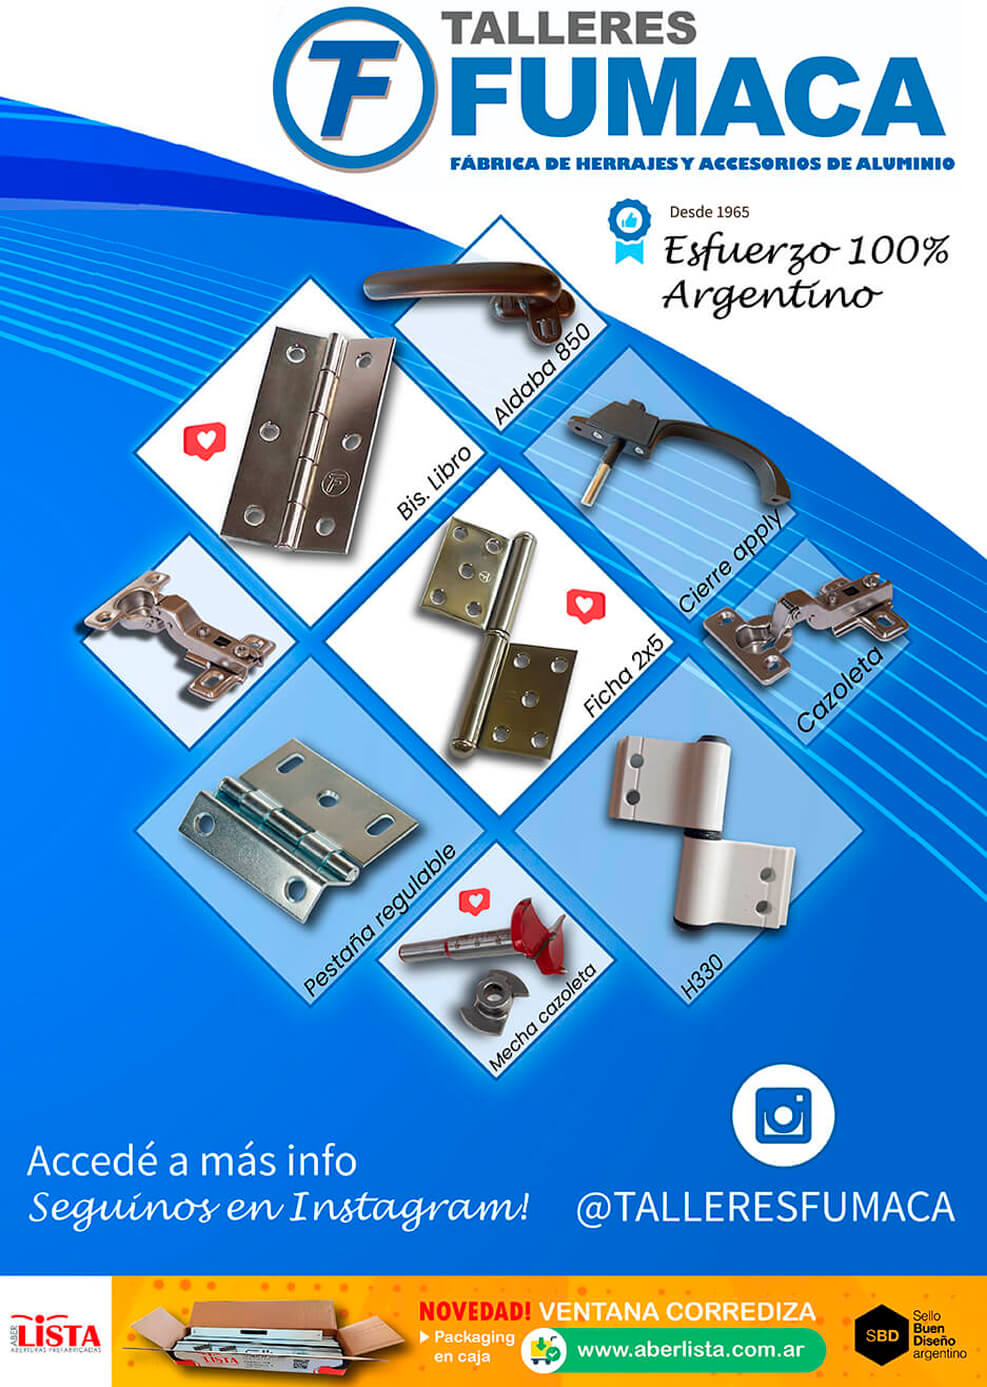 TALLERES
FUMACA
FÁBRICA DE HERRAJES Y ACCESORIOS DE ALUMINIO
Desde 1965
Esfuerzo 100%
Argentino
Aldaba 850
Bis. Libro
Cierre apply
Ficha 2x5
Cazoleta
Pestaña regulable
H330
Mecha cazoleta
Accedé a más info
Seguinos en Instagram!
@TALLERESFUMACA
ABER
LISTA
ABERTURAS PREFABRICADAS
LISTA
NOVEDAD! VENTANA CORREDIZA
Packaging
en caja
www.aberlista.com.ar
SBD
Sello
Buen
Diseño
argentino